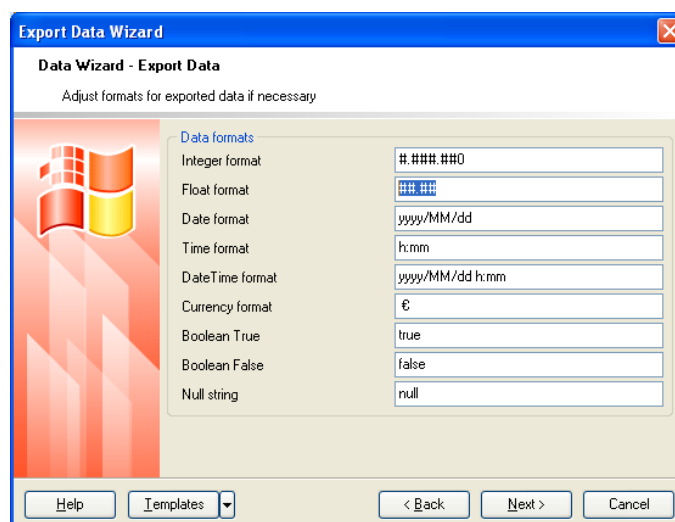 Export Data Wizard
Data Wizard - Export Data
Adjust formats for exported data if necessary
Data formats
Integer format #.###.##0
Float format ##.##
Date format yyyy/MM/dd
Time format h:mm
DateTime format yyyy/MM/dd h:mm
Currency format €
Boolean True true
Boolean False false
Null string null
Help Templates < Back Next > Cancel